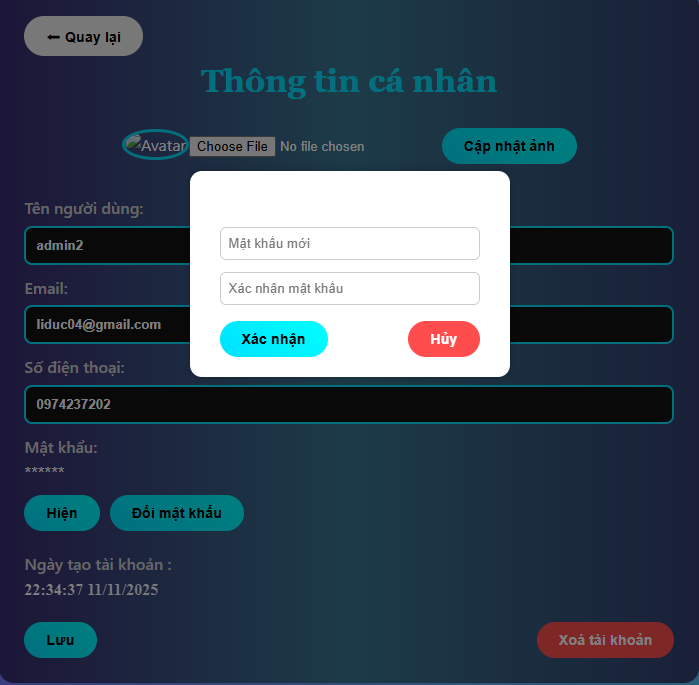 ⬅ Quay lại
Thông tin cá nhân
Avatar Choose File No file chosen Cập nhật ảnh
Tên người dùng:
admin2
Mật khẩu mới
Email:
Xác nhận mật khẩu
liduc04@gmail.com
Xác nhận Hủy
Số điện thoại:
0974237202
Mật khẩu:
******
Hiện Đổi mật khẩu
Ngày tạo tài khoản :
22:34:37 11/11/2025
Lưu Xoá tài khoản